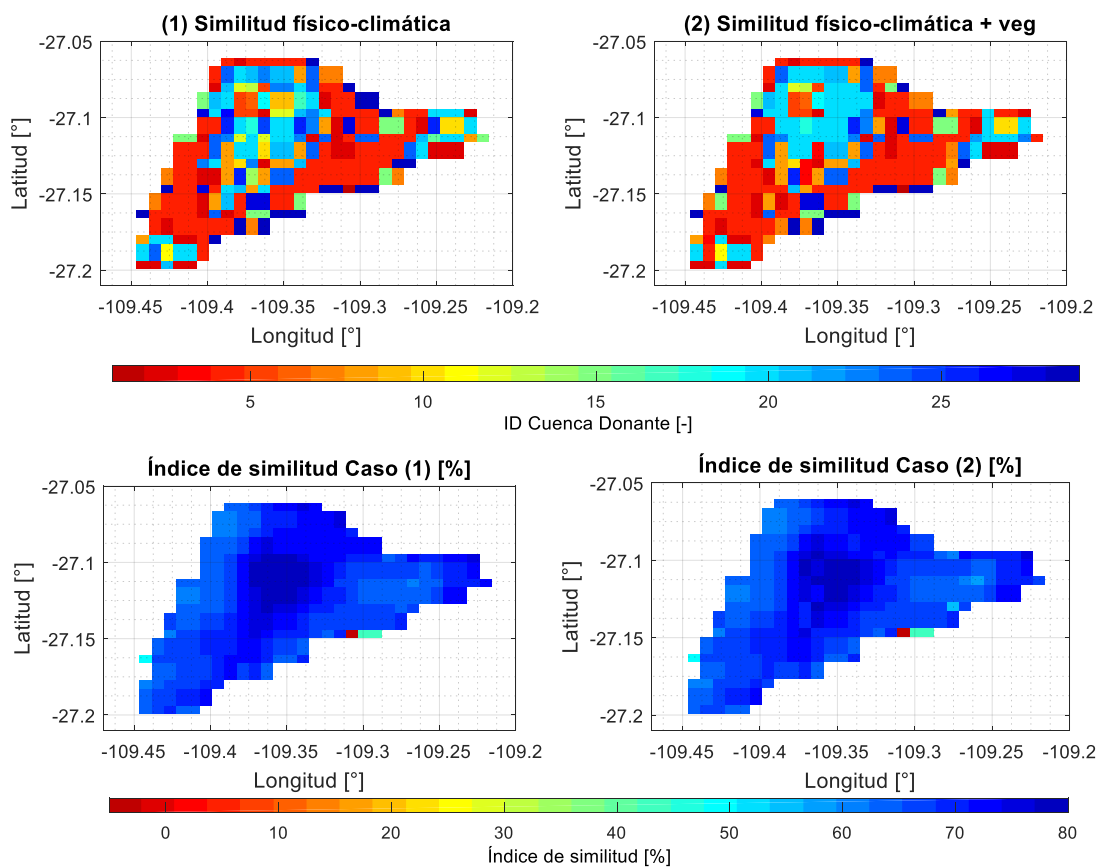 (1) Similitud físico-climática
-27.05
-27.1
-27.15
-27.2
Latitud [°]
-109.45 -109.4 -109.35 -109.3 -109.25 -109.2
Longitud [°]
(2) Similitud físico-climática + veg
-27.05
-27.1
-27.15
-27.2
Latitud [°]
-109.45 -109.4 -109.35 -109.3 -109.25 -109.2
Longitud [°]
5 10 15 20 25
ID Cuenca Donante [-]
Índice de similitud Caso (1) [%]
-27.05
-27.1
-27.15
-27.2
Latitud [°]
-109.45 -109.4 -109.35 -109.3 -109.25 -109.2
Longitud [°]
Índice de similitud Caso (2) [%]
-27.05
-27.1
-27.15
-27.2
Latitud [°]
-109.45 -109.4 -109.35 -109.3 -109.25 -109.2
Longitud [°]
0 10 20 30 40 50 60 70 80
Índice de similitud [%]